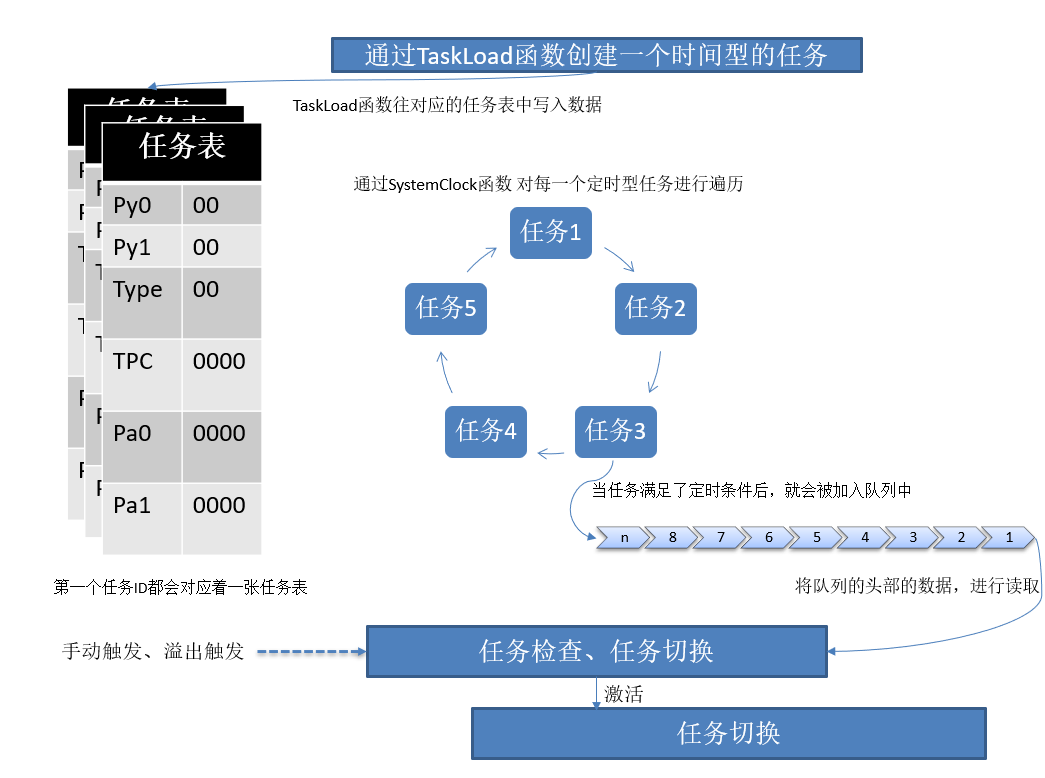 通过TaskLoad函数创建一个时间型的任务
TaskLoad函数往对应的任务表中写入数据
任务表
任务表
任务表
Py0 00
Py1 00
Type 00
TPC 0000
Pa0 0000
Pa1 0000
第一个任务ID都会对应着一张任务表
通过SystemClock函数 对每一个定时型任务进行遍历
任务1
任务2
任务3
任务4
任务5
当任务满足了定时条件后，就会被加入队列中
n 8 7 6 5 4 3 2 1
将队列的头部的数据，进行读取
手动触发、溢出触发
任务检查、任务切换
激活
任务切换